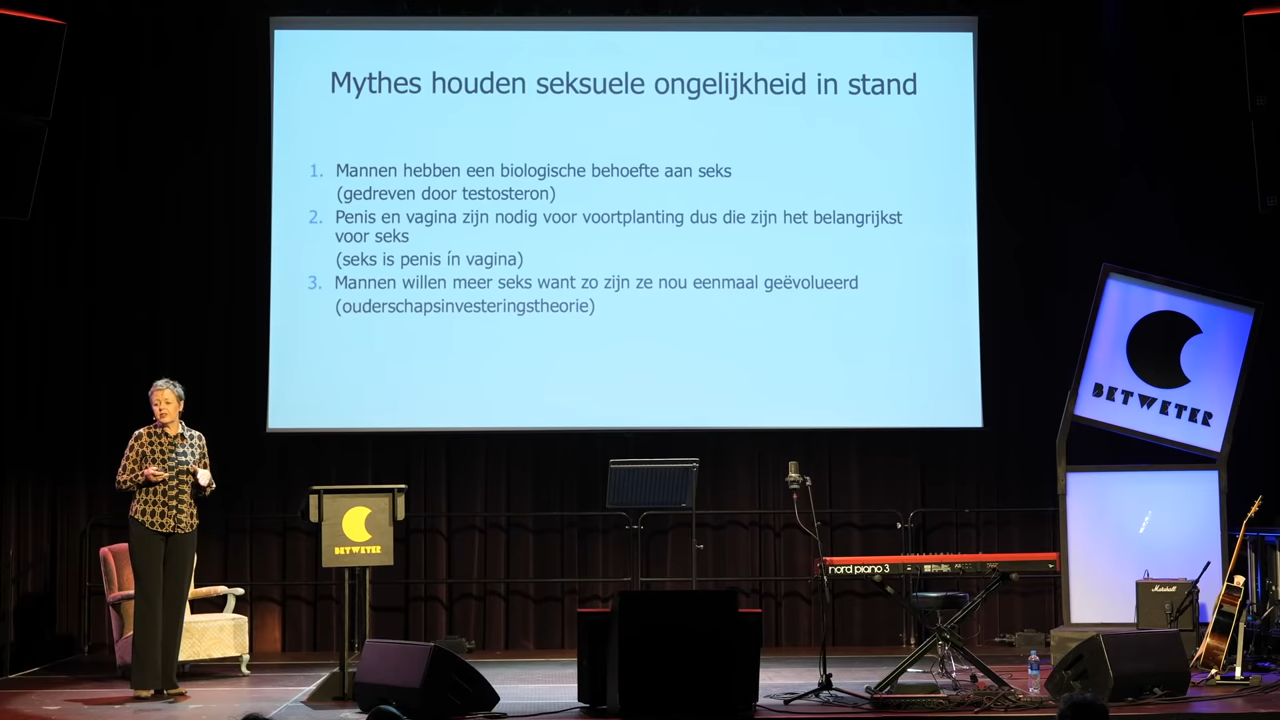 Mythes houden seksuele ongelijkheid in stand
1. Mannen hebben een biologische behoefte aan seks
(gedreven door testosteron)
2. Penis en vagina zijn nodig voor voortplanting dus die zijn het belangrijkst
voor seks
(seks is penis ín vagina)
3. Mannen willen meer seks want zo zijn ze nou eenmaal geëvolueerd
(ouderschapsinvesteringstheorie)
BETWETER
BETWETER
nord piano 3
Marshall